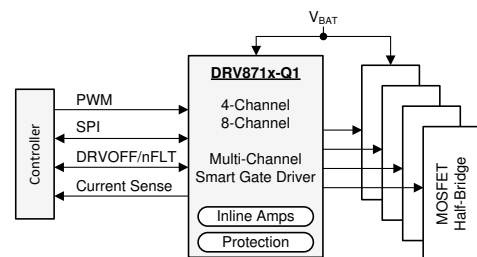 VBAT
DRV871x-Q1
4-Channel
8-Channel
Multi-Channel
Smart Gate Driver
Inline Amps
Protection
Controller
PWM
SPI
DRVOFF/nFLT
Current Sense
MOSFET
Half-Bridge